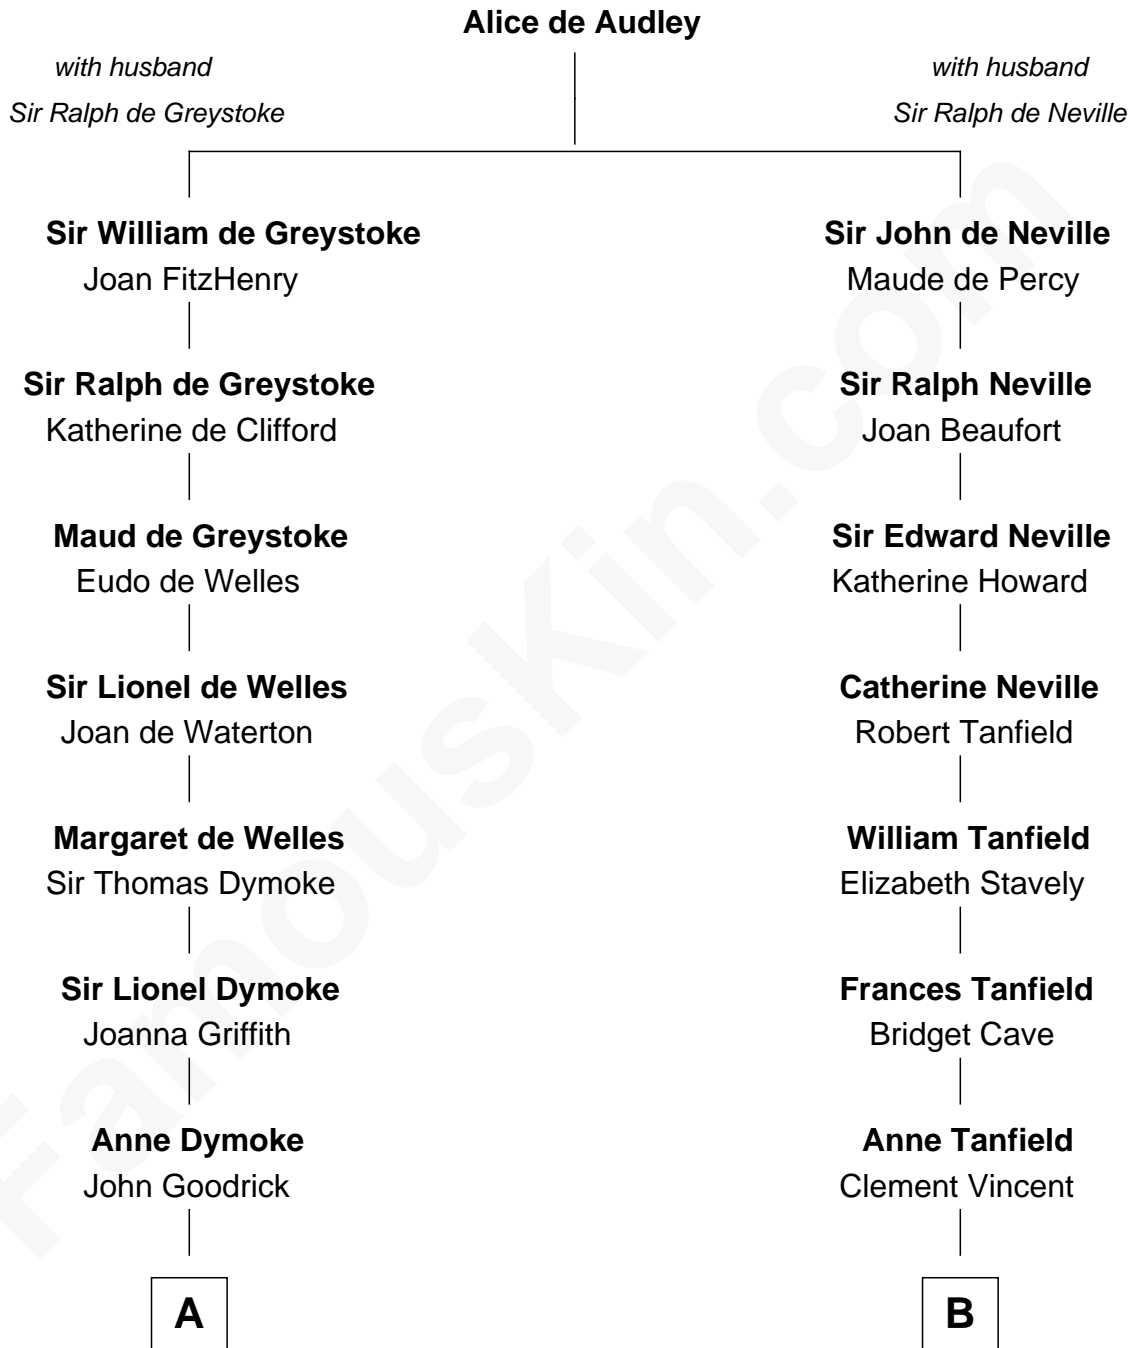 Alice de Audley
with husband
Sir Ralph de Greystoke
with husband
Sir Ralph de Neville
Sir William de Greystoke
Joan FitzHenry
Sir John de Neville
Maude de Percy
Sir Ralph de Greystoke
Katherine de Clifford
Sir Ralph Neville
Joan Beaufort
Maud de Greystoke
Eudo de Welles
Sir Edward Neville
Katherine Howard
Sir Lionel de Welles
Joan de Waterton
Catherine Neville
Robert Tanfield
Margaret de Welles
Sir Thomas Dymoke
William Tanfield
Elizabeth Stavely
Sir Lionel Dymoke
Joanna Griffith
Frances Tanfield
Bridget Cave
Anne Dymoke
John Goodrick
Anne Tanfield
Clement Vincent
A
B
FamousKin.com